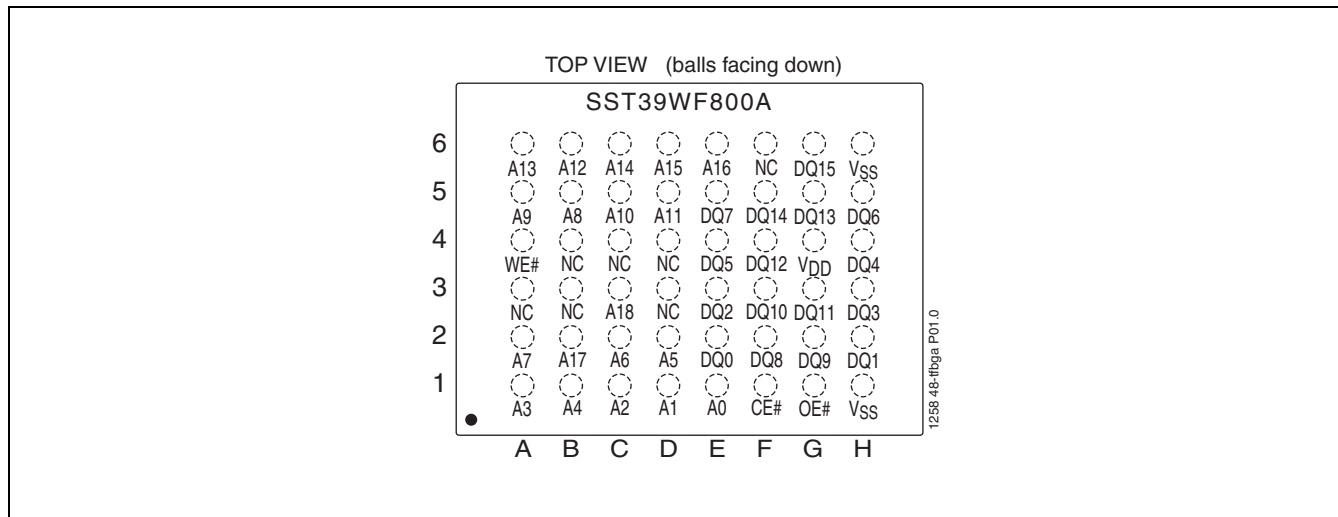 TOP VIEW (balls facing down)
SST39WF800A
6
A13 A12 A14 A15 A16 NC DQ15 VSS
5
A9 A8 A10 A11 DQ7 DQ14 DQ13 DQ6
4
WE# NC NC NC DQ5 DQ12 VDD DQ4
3
NC NC A18 NC DQ2 DQ10 DQ11 DQ3
2
A7 A17 A6 A5 DQ0 DQ8 DQ9 DQ1
1
A3 A4 A2 A1 A0 CE# OE# VSS
A B C D E F G H
1258 48-tfbga P01.0